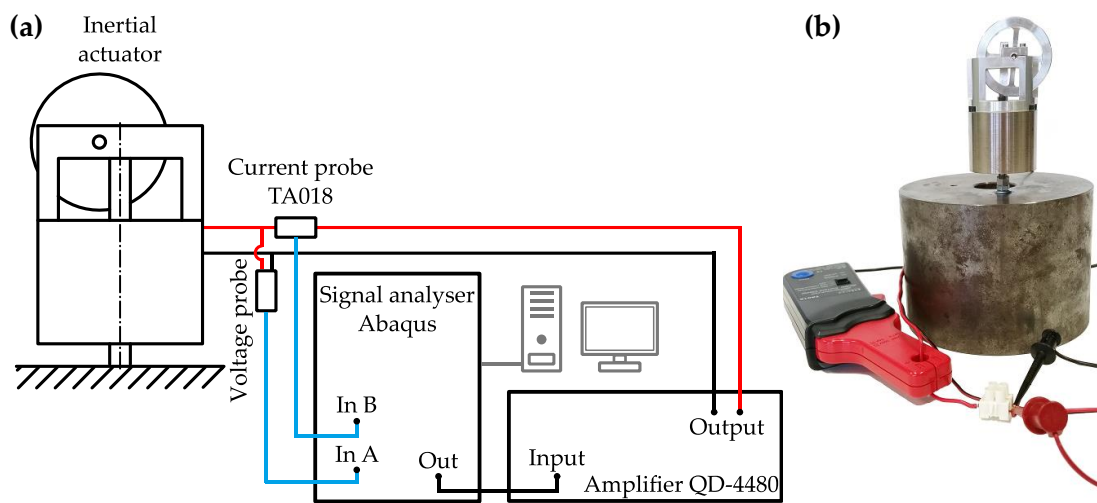 (a)
Inertial
actuator
Current probe
TA018
Voltage probe
Signal analyser
Abaqus
In B
In A
Out
Input
Output
Amplifier QD-4480
(b)